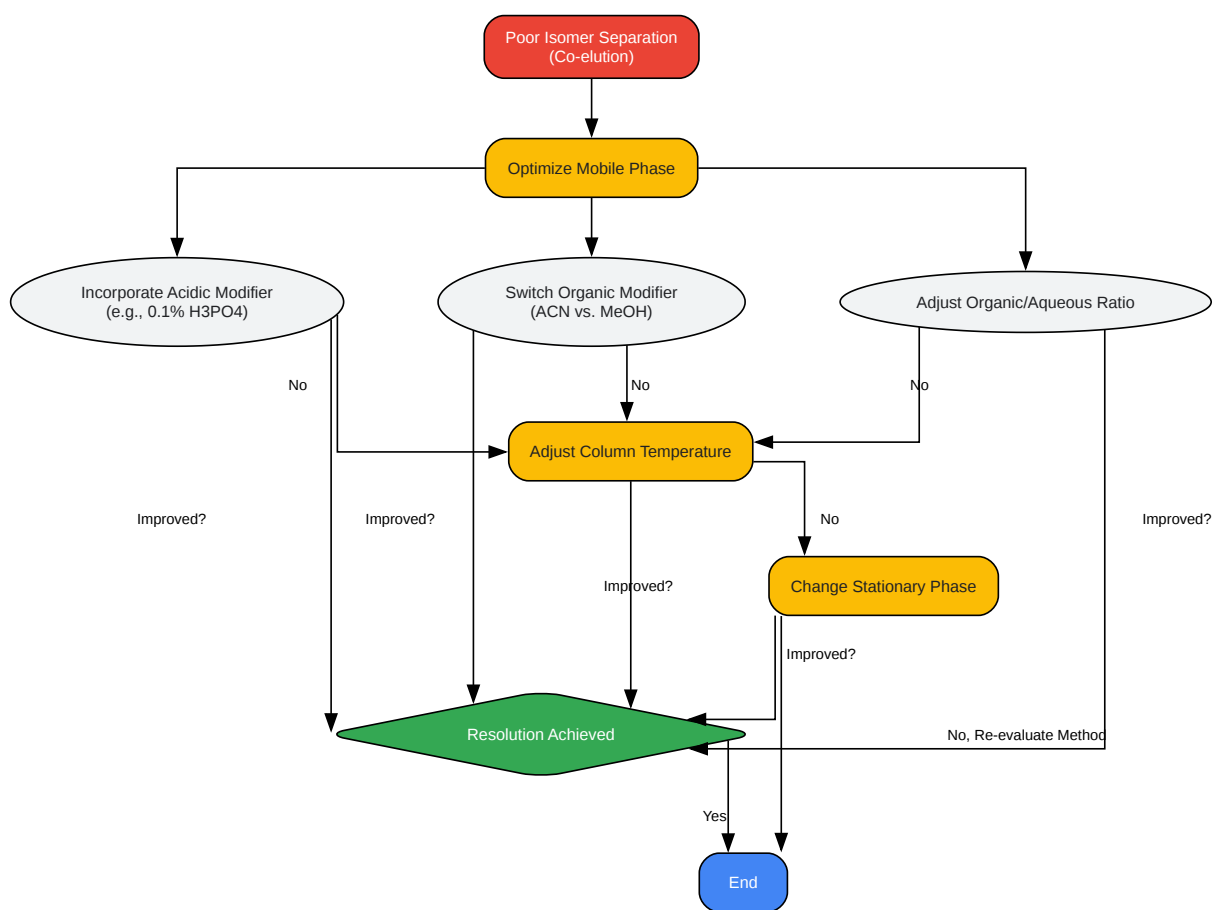 Poor Isomer Separation
(Co-elution)
Optimize Mobile Phase
Incorporate Acidic Modifier
(e.g., 0.1% H3PO4)
Switch Organic Modifier
(ACN vs. MeOH)
Adjust Organic/Aqueous Ratio
No
No
No
Adjust Column Temperature
Improved?
Improved?
No
Improved?
Improved?
Change Stationary Phase
Improved?
Resolution Achieved
No, Re-evaluate Method
Yes
End